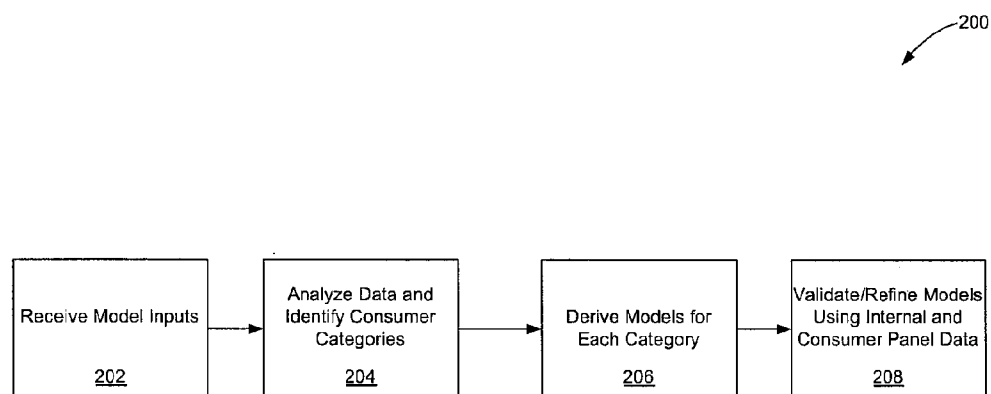 200
Receive Model Inputs
202
Analyze Data and
Identify Consumer
Categories
204
Derive Models for
Each Category
206
Validate/Refine Models
Using Internal and
Consumer Panel Data
208